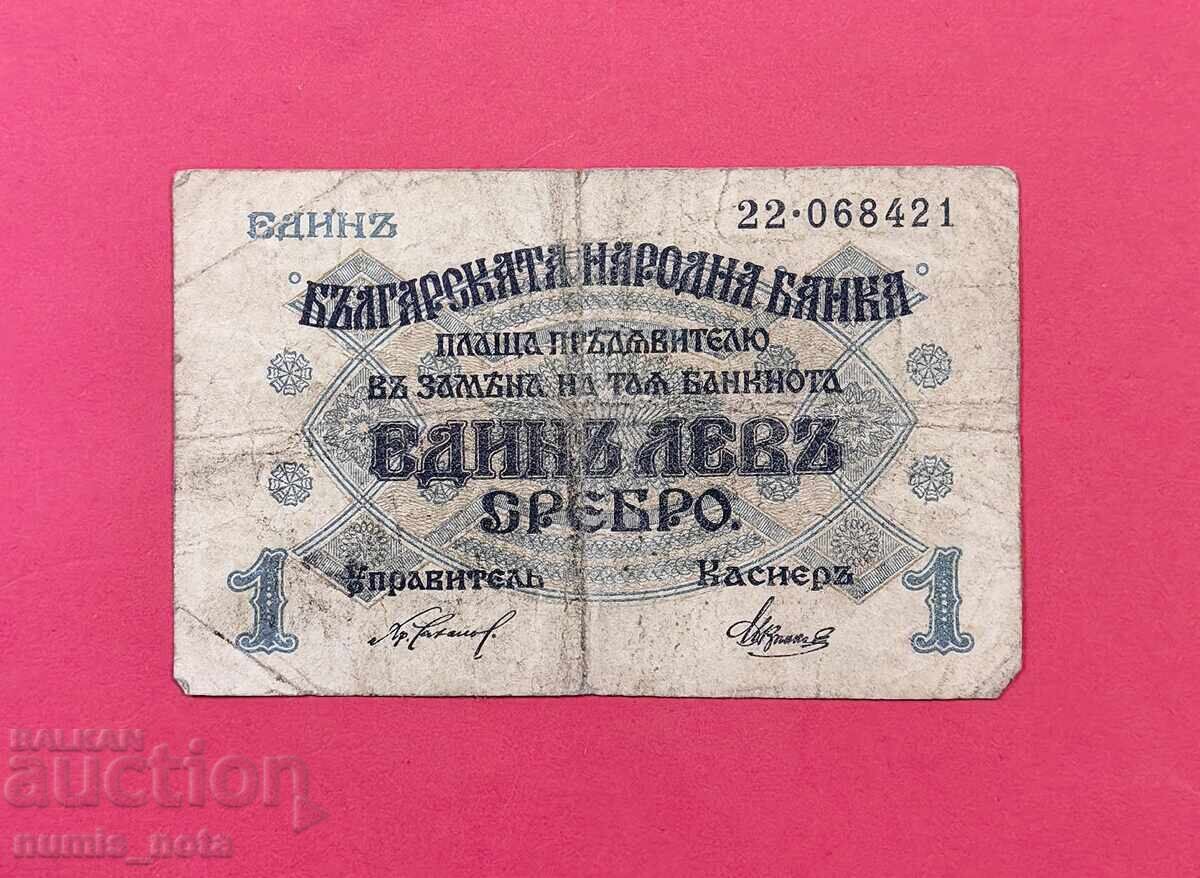 ЕДИНЪ
22·068421
БЪЛГАРСКАТА НАРОДНА БАНКА
ПЛАЩА ПРѢДЯВИТЕЛЮ
ВЪ ЗАМѢНА НА ТАЯ БАНКНОТА
ЕДИНЪ ЛЕВЪ
СРЕБРО.
УПРАВИТЕЛЬ КАСИЕРЪ
1 1
BALKAN
auction
numis_nota